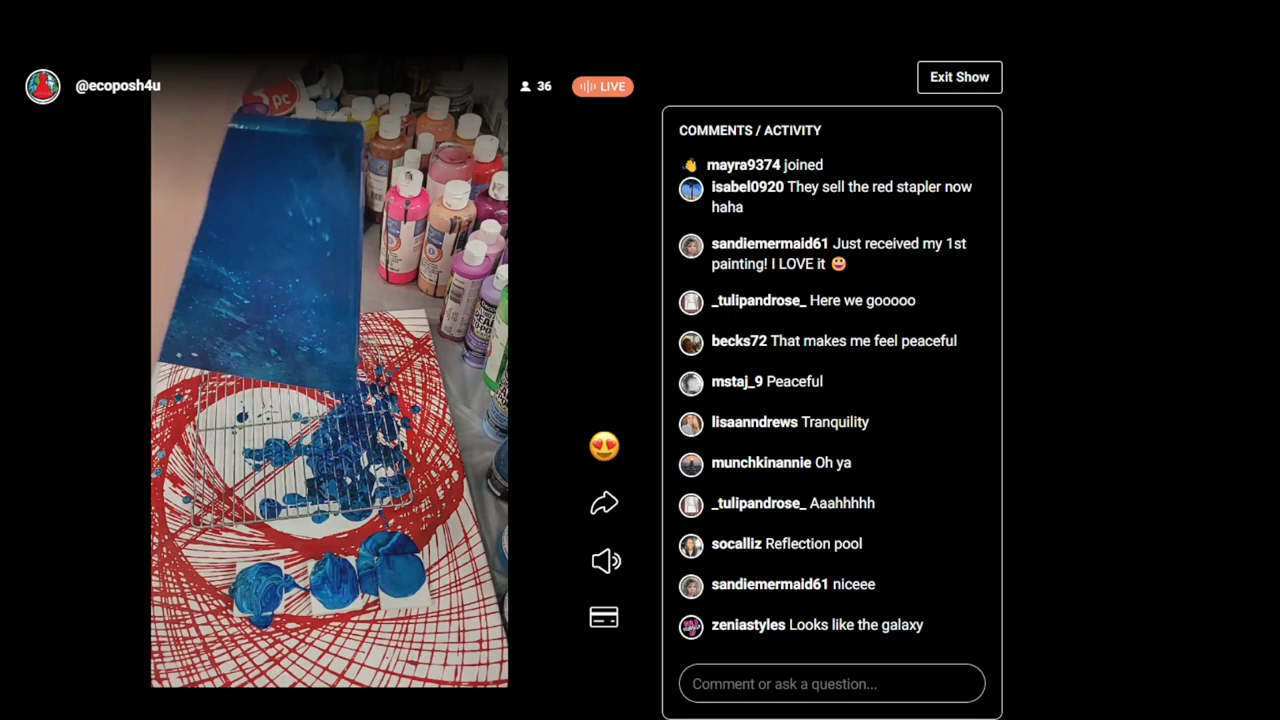 @ecoposh4u
pc
36
LIVE
Exit Show
COMMENTS / ACTIVITY
mayra9374 joined
isabel0920 They sell the red stapler now
haha
sandiemermaid61 Just received my 1st
painting! I LOVE it
_tulipandrose_ Here we gooooo
becks72 That makes me feel peaceful
mstaj_9 Peaceful
lisaanndrews Tranquility
munchkinannie Oh ya
_tulipandrose_ Aaahhhhh
socalliz Reflection pool
sandiemermaid61 niceee
zeniastyles Looks like the galaxy
Comment or ask a question...